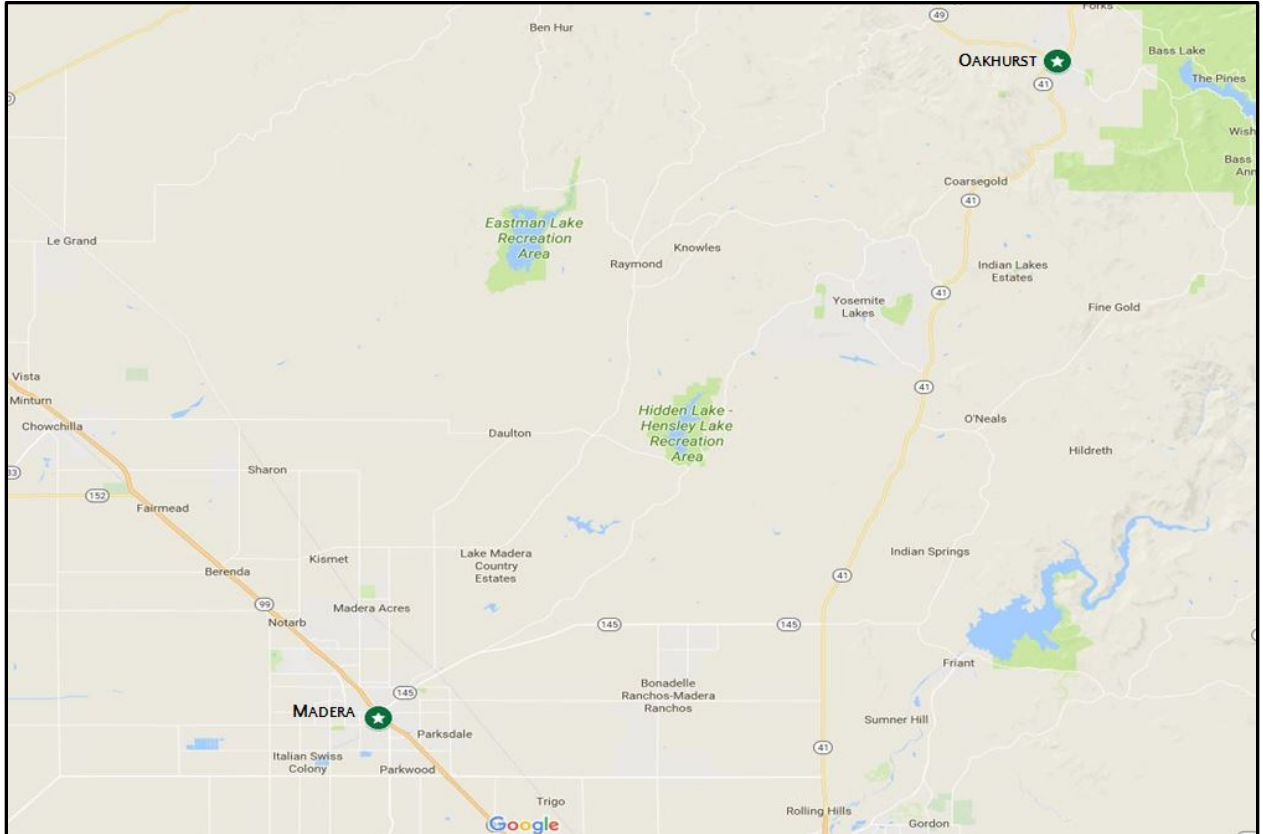 Forks
49
Ben Hur
OAKHURST
Bass Lake
41
The Pines
Wish
Bass
Ann
Coarsegold
41
Eastman Lake
Recreation
Area
Le Grand
Knowles
Raymond
Indian Lakes
Estates
41
Yosemite
Lakes
Fine Gold
Vista
41
Minturn
Hidden Lake -
Hensley Lake
Recreation
Area
Chowchilla
Daulton
O'Neals
Hildreth
Sharon
33
152
Fairmead
Indian Springs
Lake Madera
Country
Estates
Kismet
Berenda
41
99
Madera Acres
Notarb
145
145
Friant
Bonadelle
Ranchos-Madera
Ranchos
145
MADERA
Sumner Hill
Parksdale
41
Italian Swiss
Colony
Parkwood
Trigo
Rolling Hills
Google
Gordon